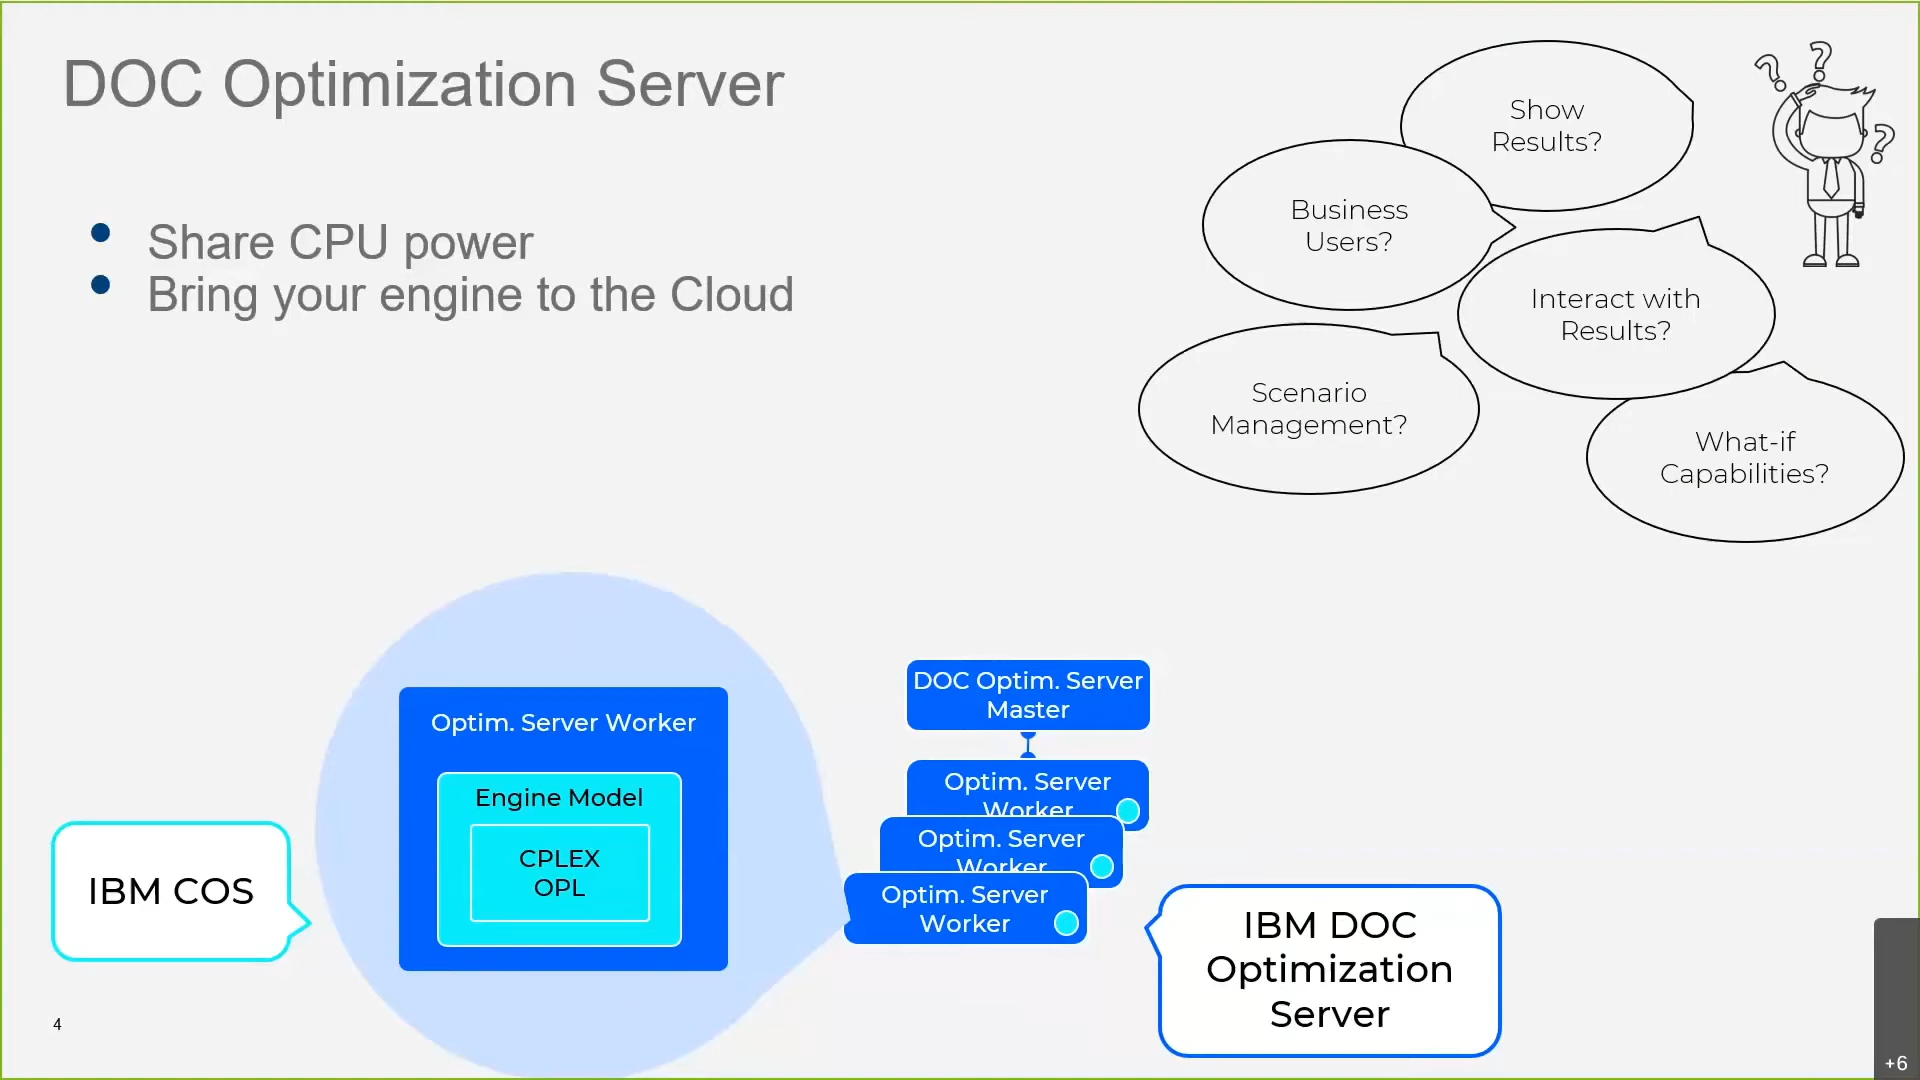 DOC Optimization Server
Share CPU power
Bring your engine to the Cloud
Show
Results?
Business
Users?
Interact with
Results?
Scenario
Management?
What-if
Capabilities?
Optim. Server Worker
Engine Model
CPLEX
OPL
IBM COS
DOC Optim. Server
Master
Optim. Server
Worker
Optim. Server
Worker
Optim. Server
Worker
IBM DOC
Optimization
Server
4
+6